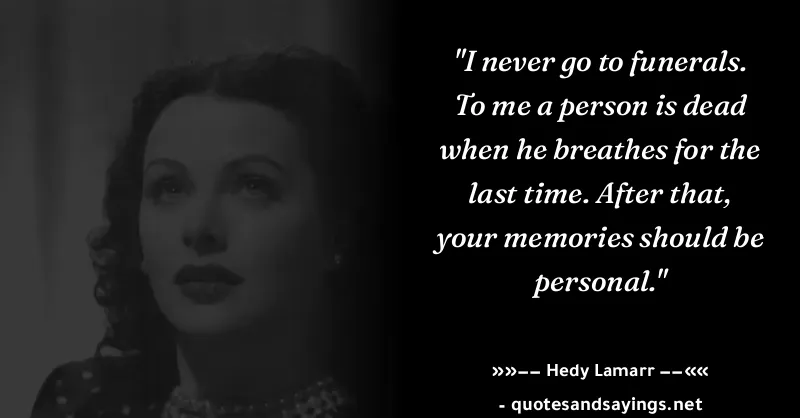 "I never go to funerals.
To me a person is dead
when he breathes for the
last time. After that,
your memories should be
personal."
»»–– Hedy Lamarr ––««
- quotesandsayings.net